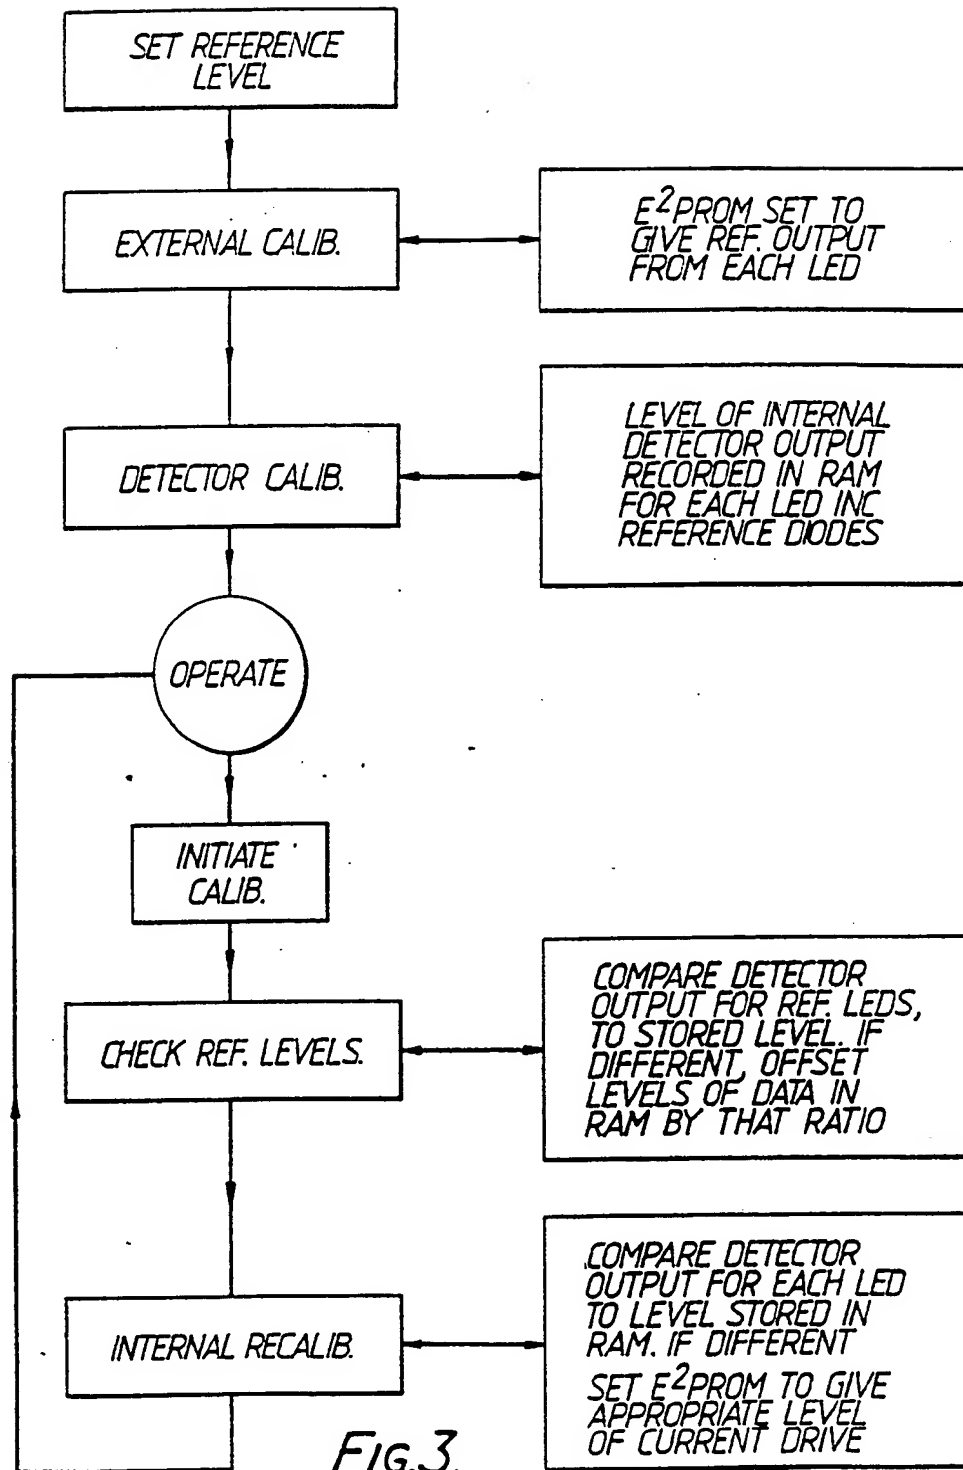 SET REFERENCE
LEVEL
EXTERNAL CALIB.
E²PROM SET TO
GIVE REF. OUTPUT
FROM EACH LED
DETECTOR CALIB.
LEVEL OF INTERNAL
DETECTOR OUTPUT
RECORDED IN RAM
FOR EACH LED INC
REFERENCE DIODES
OPERATE
INITIATE
CALIB.
CHECK REF. LEVELS.
COMPARE DETECTOR
OUTPUT FOR REF. LEDS,
TO STORED LEVEL. IF
DIFFERENT, OFFSET
LEVELS OF DATA IN
RAM BY THAT RATIO
INTERNAL RECALIB.
COMPARE DETECTOR
OUTPUT FOR EACH LED
TO LEVEL STORED IN
RAM. IF DIFFERENT
SET E²PROM TO GIVE
APPROPRIATE LEVEL
OF CURRENT DRIVE
FIG.3.